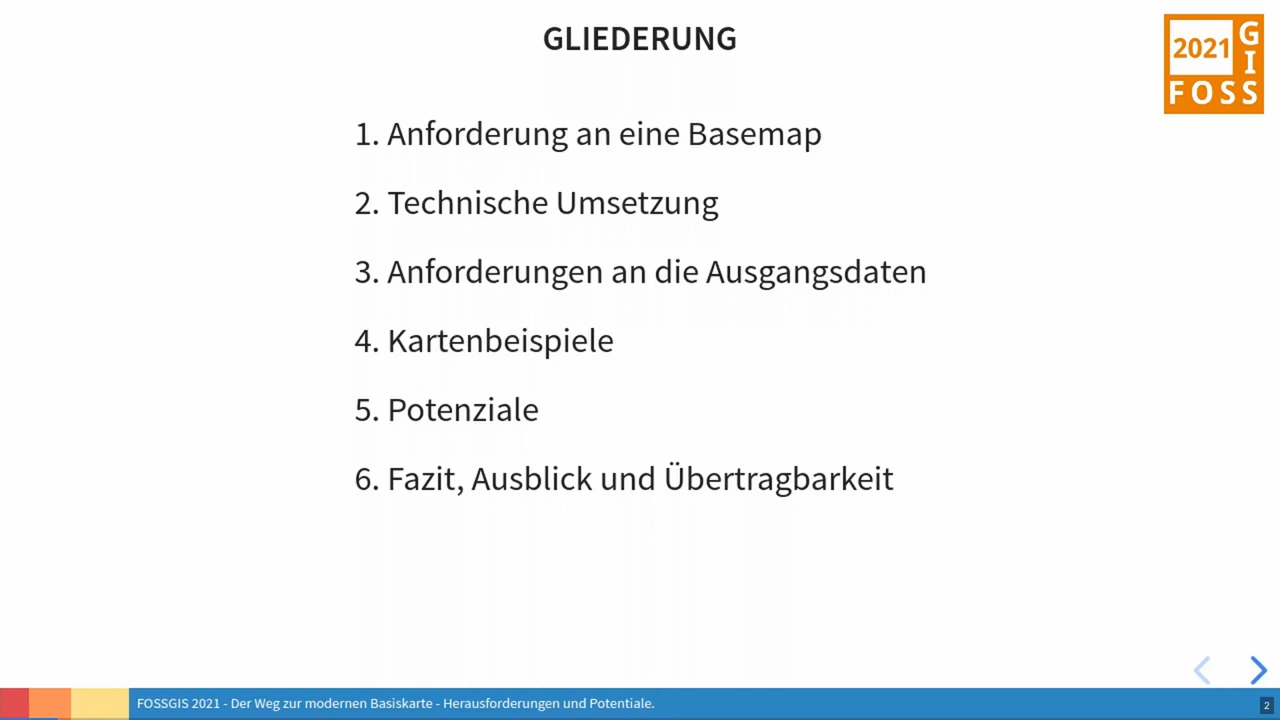 GLIEDERUNG
2021
G
I
FOSS
1. Anforderung an eine Basemap
2. Technische Umsetzung
3. Anforderungen an die Ausgangsdaten
4. Kartenbeispiele
5. Potenziale
6. Fazit, Ausblick und Übertragbarkeit
FOSSGIS 2021 - Der Weg zur modernen Basiskarte - Herausforderungen und Potentiale.
2